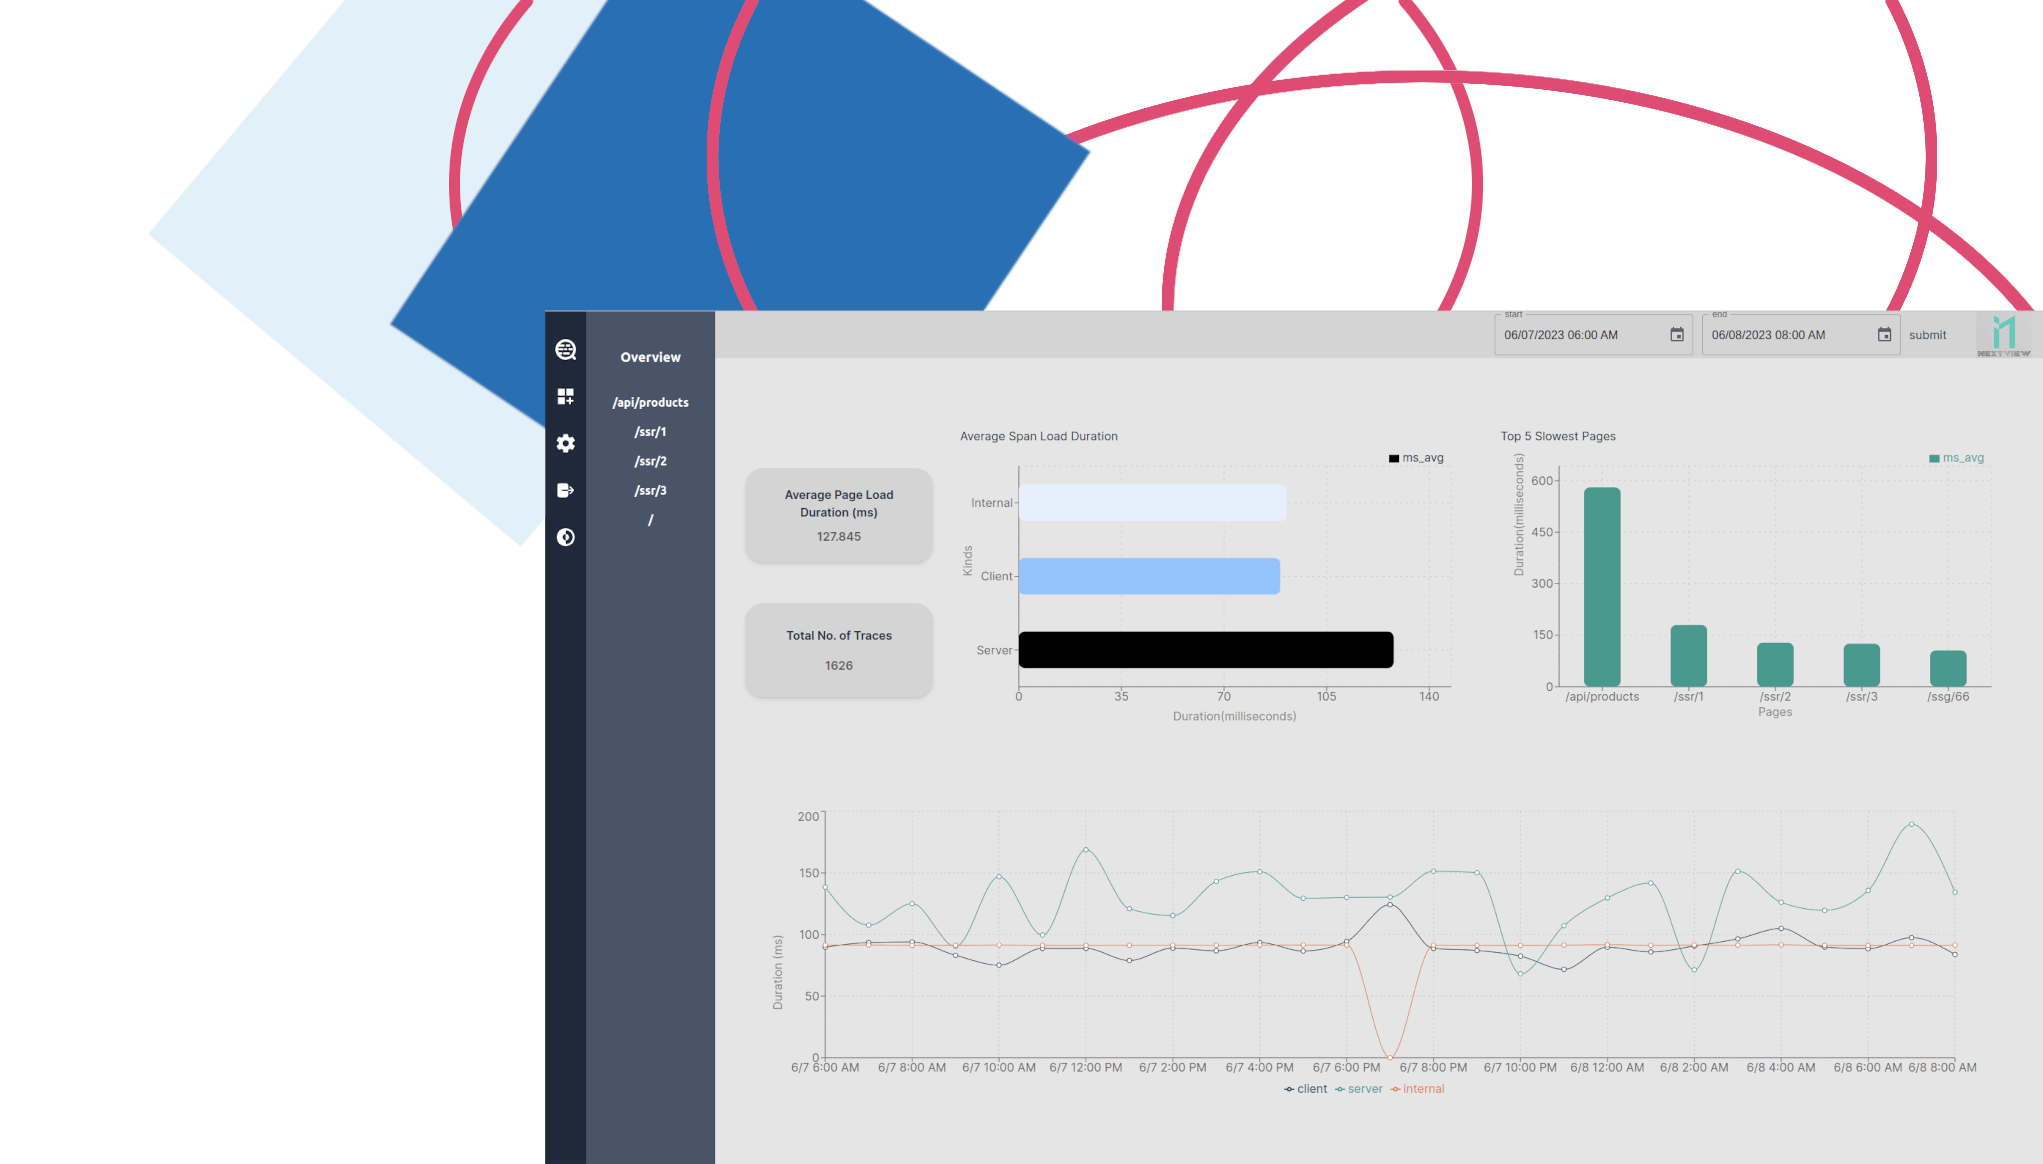 start
end
06/07/2023 06:00 AM
06/08/2023 08:00 AM
submit
NEXTVIEW
Overview
/api/products
/ssr/1
/ssr/2
/ssr/3
/
Average Page Load
Duration (ms)
127.845
Total No. of Traces
1626
Average Span Load Duration
ms_avg
Kinds
Internal
Client
Server
0 35 70 105 140
Duration(milliseconds)
Top 5 Slowest Pages
ms_avg
Duration(milliseconds)
600
450
300
150
0
/api/products /ssr/1 /ssr/2 /ssr/3 /ssg/66
Pages
Duration (ms)
200
150
100
50
0
6/7 6:00 AM 6/7 8:00 AM 6/7 10:00 AM 6/7 12:00 PM 6/7 2:00 PM 6/7 4:00 PM 6/7 6:00 PM 6/7 8:00 PM 6/7 10:00 PM 6/8 12:00 AM 6/8 2:00 AM 6/8 4:00 AM 6/8 6:00 AM 6/8 8:00 AM
client server internal